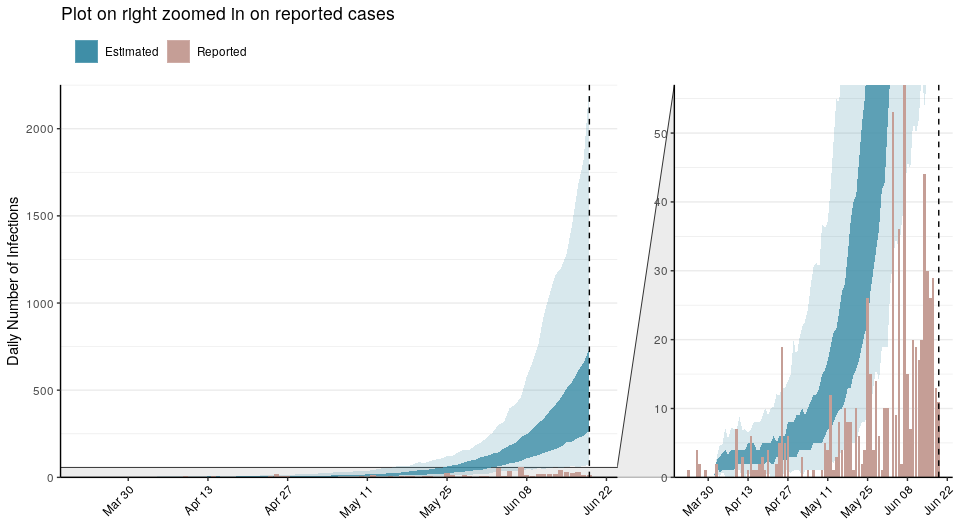 Plot on right zoomed in on reported cases
Estimated Reported
Daily Number of Infections
2000
1500
1000
500
0
Mar 30 Apr 13 Apr 27 May 11 May 25 Jun 08 Jun 22
50
40
30
20
10
0
Mar 30 Apr 13 Apr 27 May 11 May 25 Jun 08 Jun 22